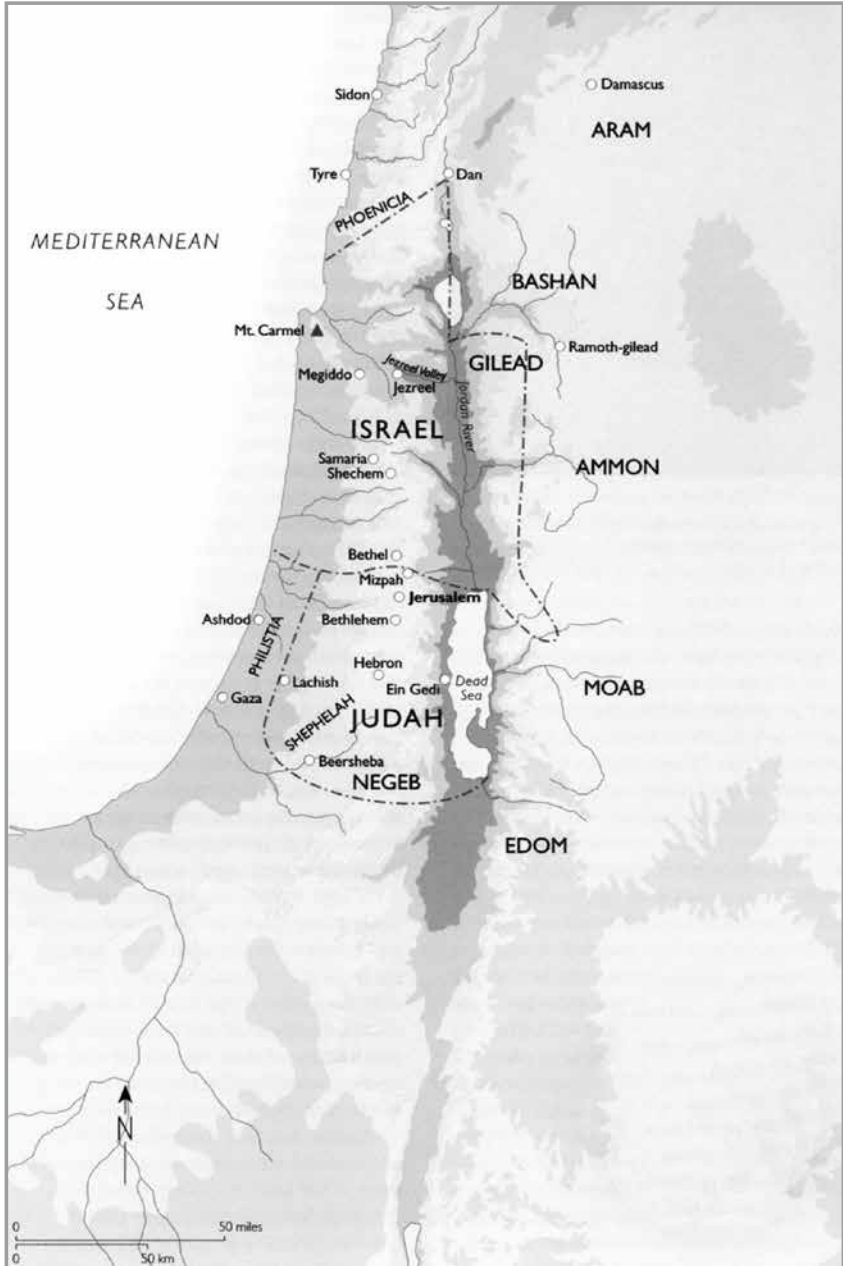 Sidon
Damascus
ARAM
Tyre
Dan
PHOENICIA
MEDITERRANEAN
SEA
BASHAN
Mt. Carmel
Ramoth-gilead
GILEAD
Jezreel Valley
Megiddo
Jezreel
Jordan River
ISRAEL
Samaria
Shechem
AMMON
Bethel
Mizpah
Jerusalem
Ashdod
Bethlehem
PHILISTIA
Hebron
Lachish
Ein Gedi
Dead
Sea
MOAB
Gaza
SHEPHELAH
JUDAH
Beersheba
NEGEB
EDOM
N
0 50 miles
0 50 km